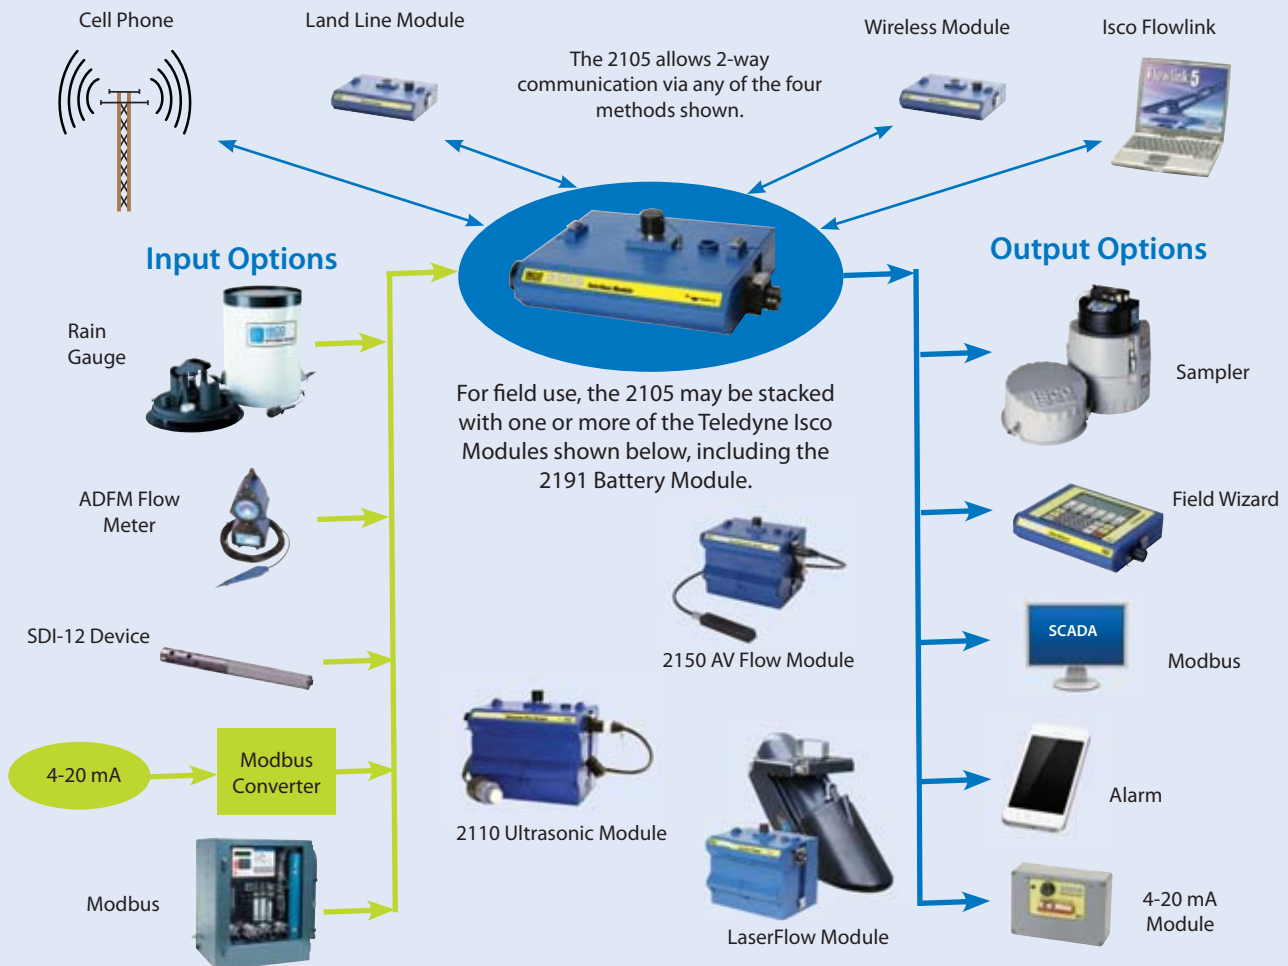 Cell Phone
Land Line Module
The 2105 allows 2-way
communication via any of the four
methods shown.
Wireless Module
Isco Flowlink
Flowlink 5
Input Options
Output Options
Rain
Gauge
Sampler
For field use, the 2105 may be stacked
with one or more of the Teledyne Isco
Modules shown below, including the
2191 Battery Module.
ADFM Flow
Meter
Field Wizard
SDI-12 Device
2150 AV Flow Module
SCADA
Modbus
4-20 mA
Modbus
Converter
2110 Ultrasonic Module
Alarm
Modbus
LaserFlow Module
4-20 mA
Module